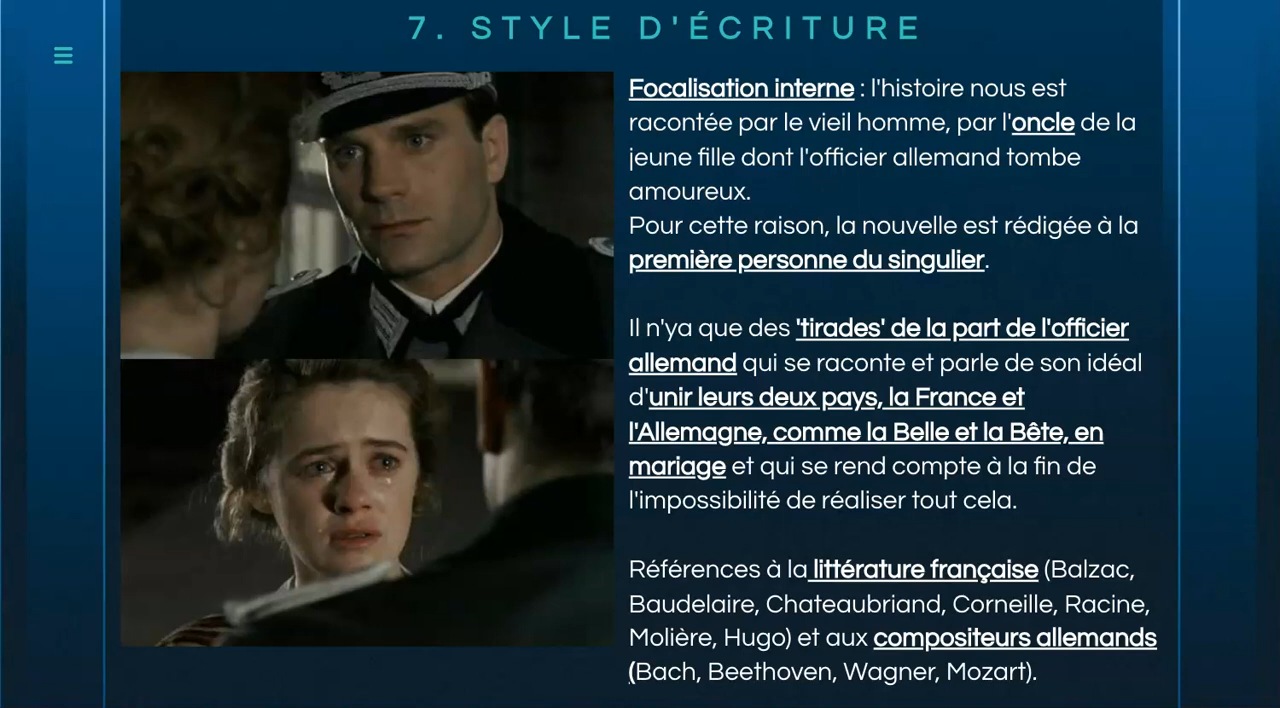 7. STYLE D'ÉCRITURE
Focalisation interne : l'histoire nous est
racontée par le vieil homme, par l'oncle de la
jeune fille dont l'officier allemand tombe
amoureux.
Pour cette raison, la nouvelle est rédigée à la
première personne du singulier.
Il n'ya que des 'tirades' de la part de l'officier
allemand qui se raconte et parle de son idéal
d'unir leurs deux pays, la France et
l'Allemagne, comme la Belle et la Bête, en
mariage et qui se rend compte à la fin de
l'impossibilité de réaliser tout cela.
Références à la littérature française (Balzac,
Baudelaire, Chateaubriand, Corneille, Racine,
Molière, Hugo) et aux compositeurs allemands
(Bach, Beethoven, Wagner, Mozart).